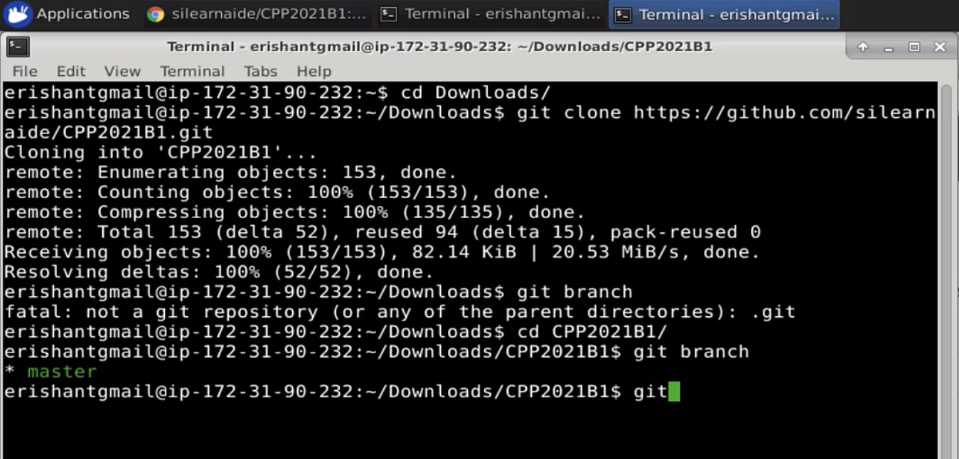 Applications silearnaide/CPP2021B1:... Terminal - erishantgmai... Terminal - erishantgmai...
Terminal - erishantgmail@ip-172-31-90-232: ~/Downloads/CPP2021B1
File Edit View Terminal Tabs Help
erishantgmail@ip-172-31-90-232:~$ cd Downloads/
erishantgmail@ip-172-31-90-232:~/Downloads$ git clone https://github.com/silearn
aide/CPP2021B1.git
Cloning into 'CPP2021B1'...
remote: Enumerating objects: 153, done.
remote: Counting objects: 100% (153/153), done.
remote: Compressing objects: 100% (135/135), done.
remote: Total 153 (delta 52), reused 94 (delta 15), pack-reused 0
Receiving objects: 100% (153/153), 82.14 KiB | 20.53 MiB/s, done.
Resolving deltas: 100% (52/52), done.
erishantgmail@ip-172-31-90-232:~/Downloads$ git branch
fatal: not a git repository (or any of the parent directories): .git
erishantgmail@ip-172-31-90-232:~/Downloads$ cd CPP2021B1/
erishantgmail@ip-172-31-90-232:~/Downloads/CPP2021B1$ git branch
* master
erishantgmail@ip-172-31-90-232:~/Downloads/CPP2021B1$ git